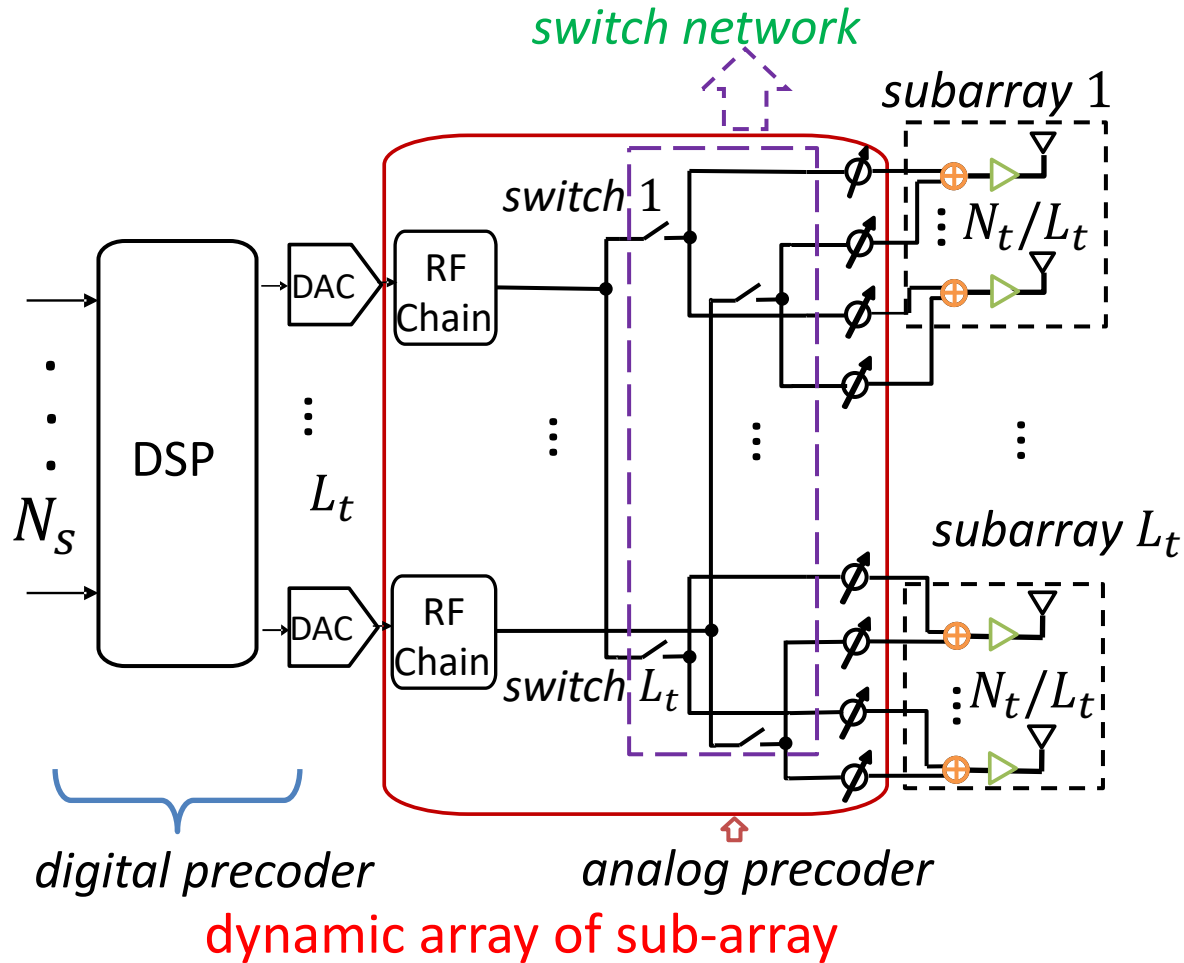 switch network
subarray 1
switch 1
RF
Chain
DAC
N_t/L_t
DSP
N_s
L_t
subarray L_t
RF
Chain
DAC
switch L_t
N_t/L_t
digital precoder
analog precoder
dynamic array of sub-array